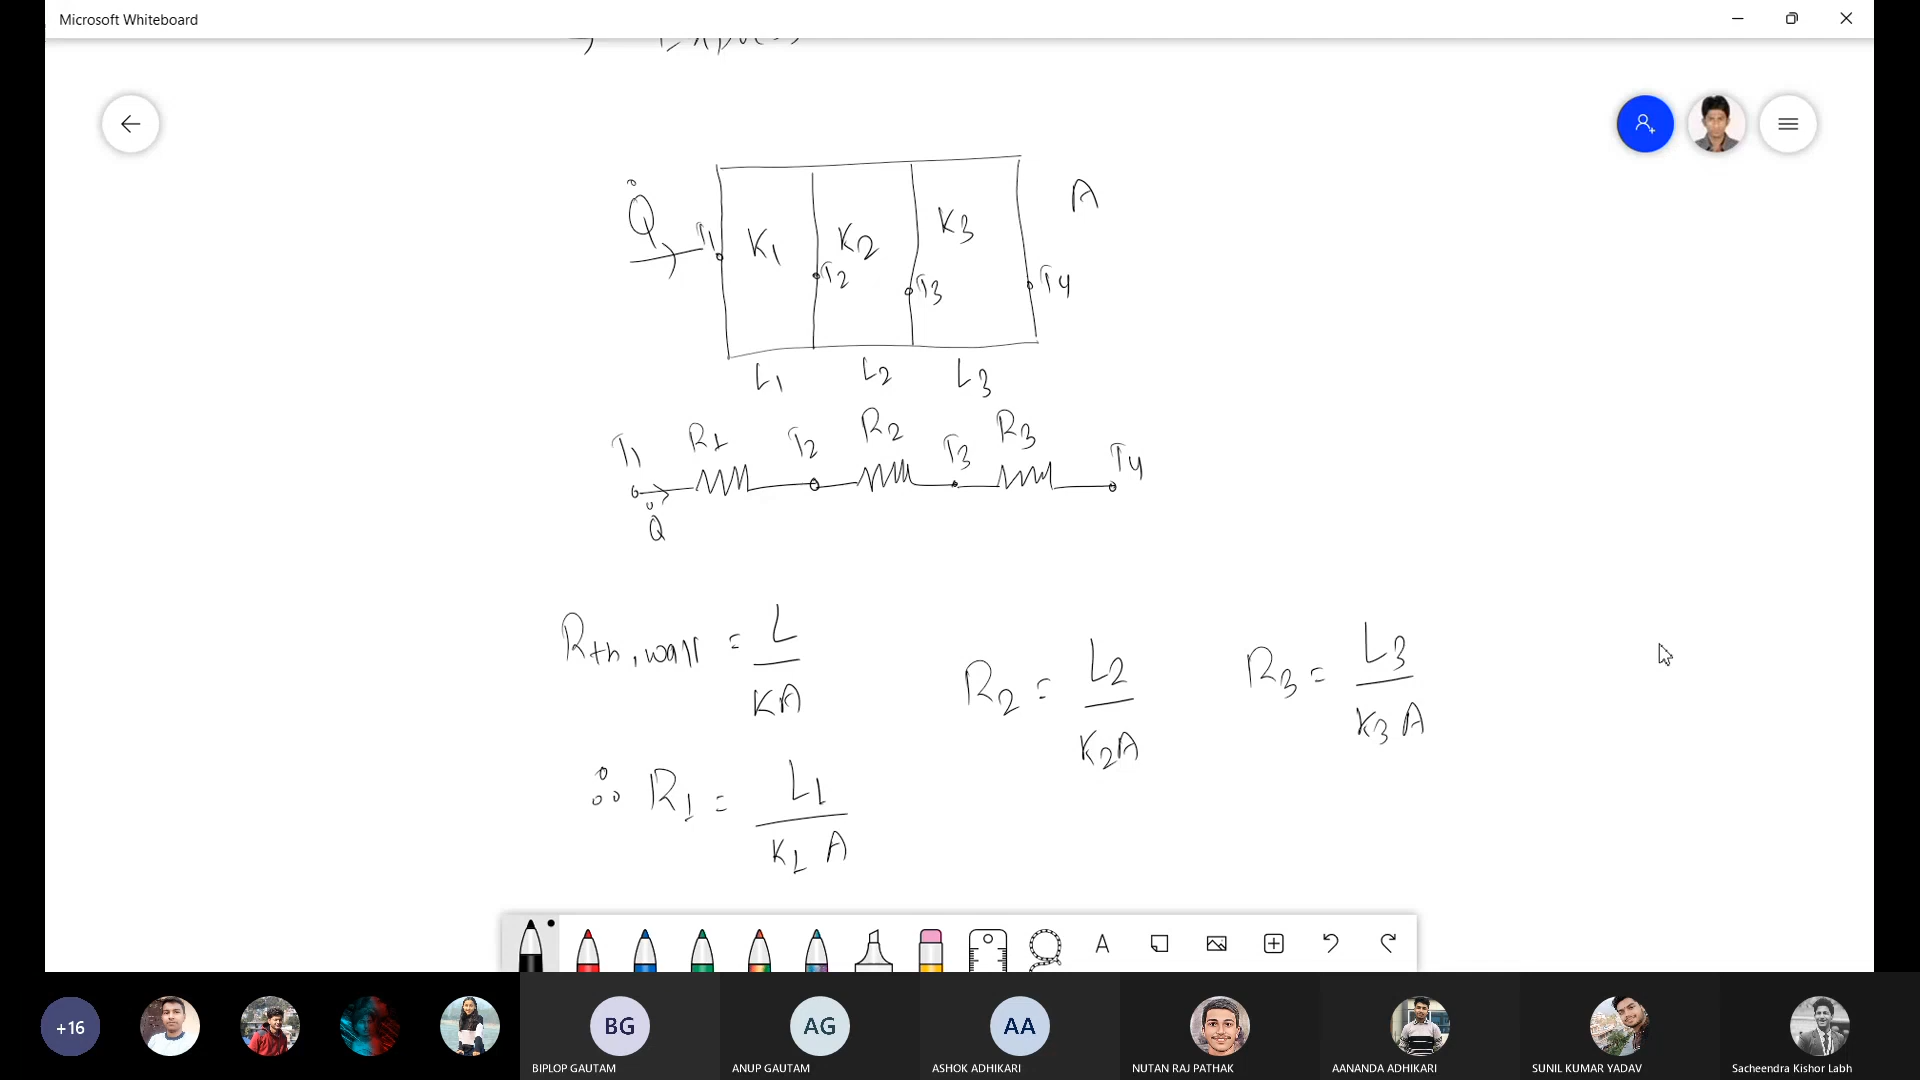 Microsoft Whiteboard
Q̇ T1 K1 K2 K3 A
T2 T3 T4
L1 L2 L3
T1 R1 T2 R2 T3 R3 T4
Q̇
Rth, wall = L/KA
R2 = L2/K2A
R3 = L3/K3 A
∴ R1 = L1/K1 A
A
+16
BG
AG
AA
BIPLOP GAUTAM
ANUP GAUTAM
ASHOK ADHIKARI
NUTAN RAJ PATHAK
AANANDA ADHIKARI
SUNIL KUMAR YADAV
Sacheendra Kishor Labh